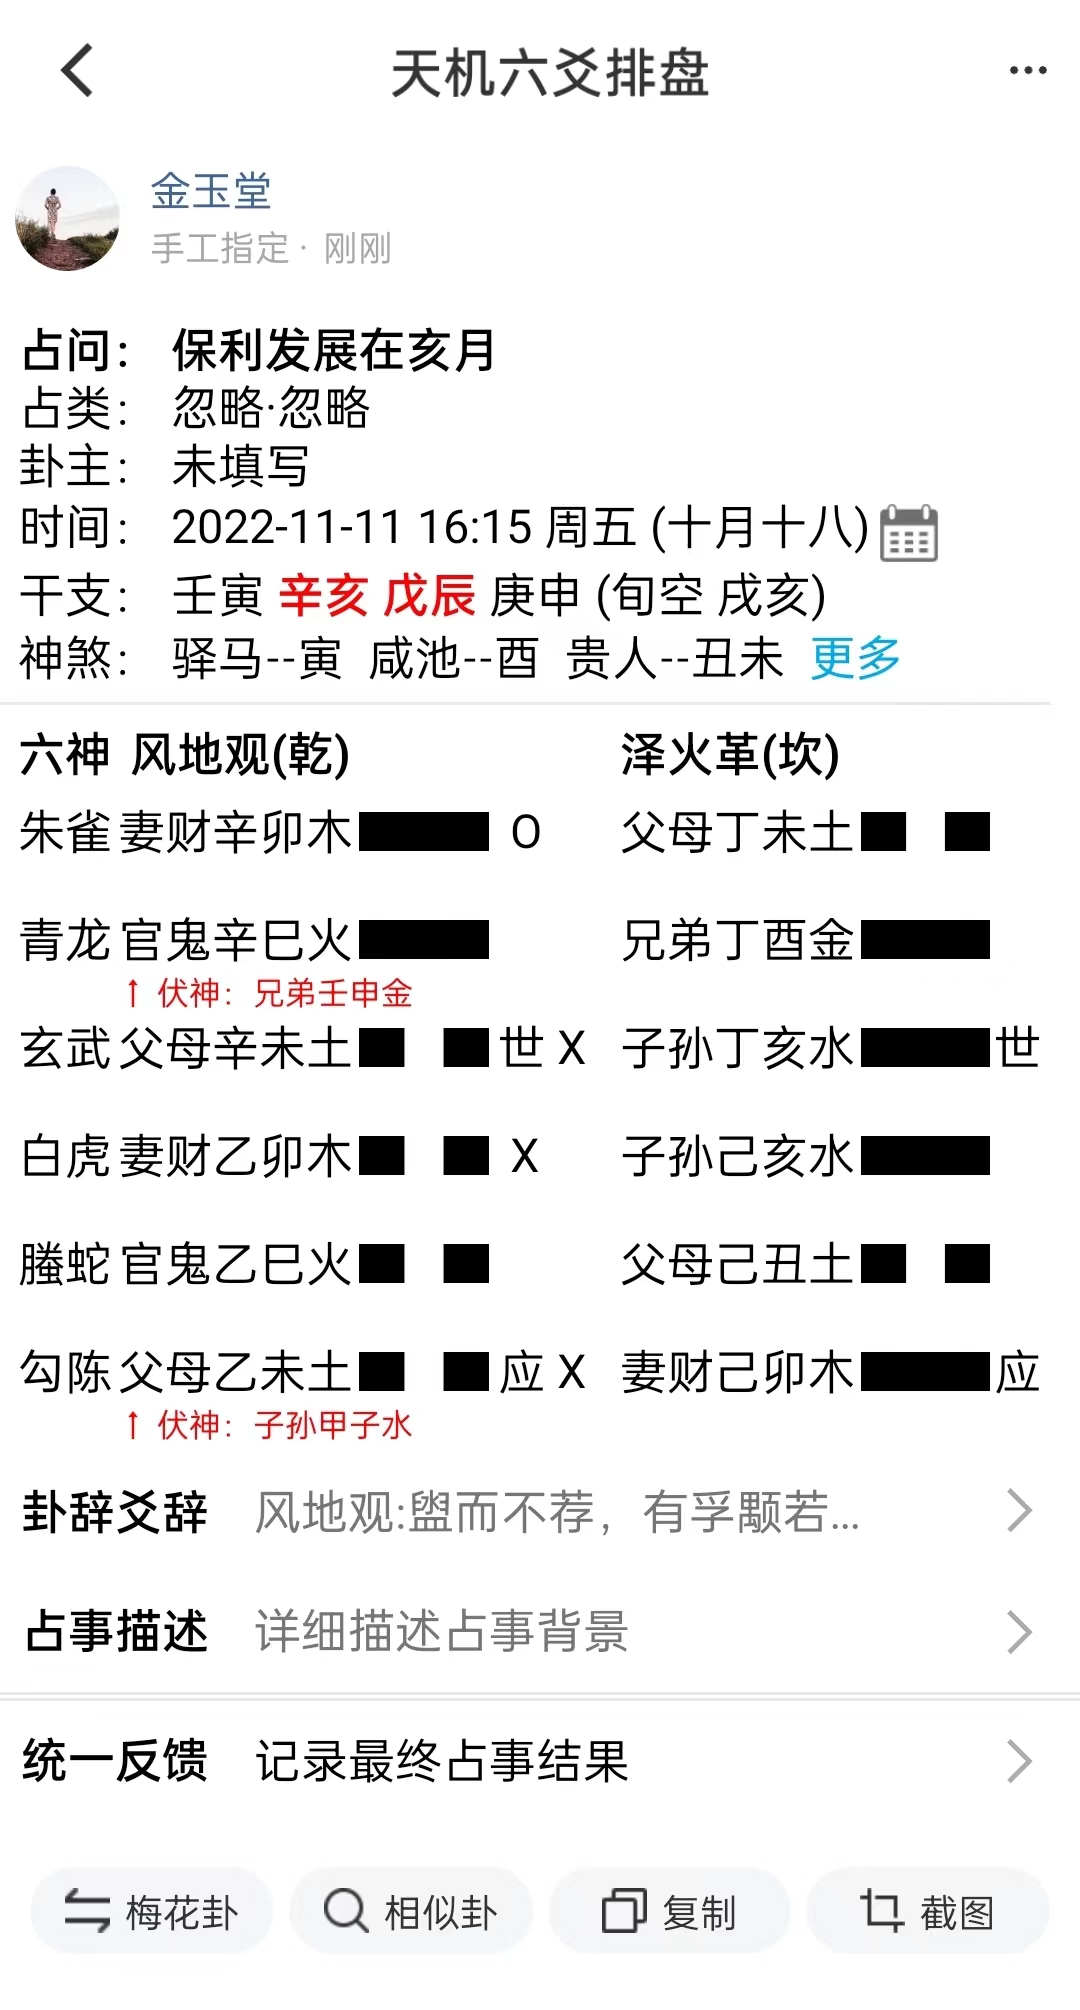 天机六爻排盘
金玉堂
手工指定· 刚刚
占问： 保利发展在亥月
占类： 忽略·忽略
卦主： 未填写
时间： 2022-11-11 16:15 周五 (十月十八)
干支： 壬寅 辛亥 戊辰 庚申 (旬空 戌亥)
神煞： 驿马--寅 咸池--酉 贵人--丑未 更多
六神 风地观(乾) 泽火革(坎)
朱雀 妻财辛卯木 O 父母丁未土
青龙 官鬼辛巳火 兄弟丁酉金
↑ 伏神：兄弟壬申金
玄武 父母辛未土 世 X 子孙丁亥水 世
白虎 妻财乙卯木 X 子孙己亥水
螣蛇 官鬼乙巳火 父母己丑土
勾陈 父母乙未土 应 X 妻财己卯木 应
↑ 伏神：子孙甲子水
卦辞爻辞 风地观:盥而不荐，有孚颙若...
占事描述 详细描述占事背景
统一反馈 记录最终占事结果
梅花卦 相似卦 复制 截图